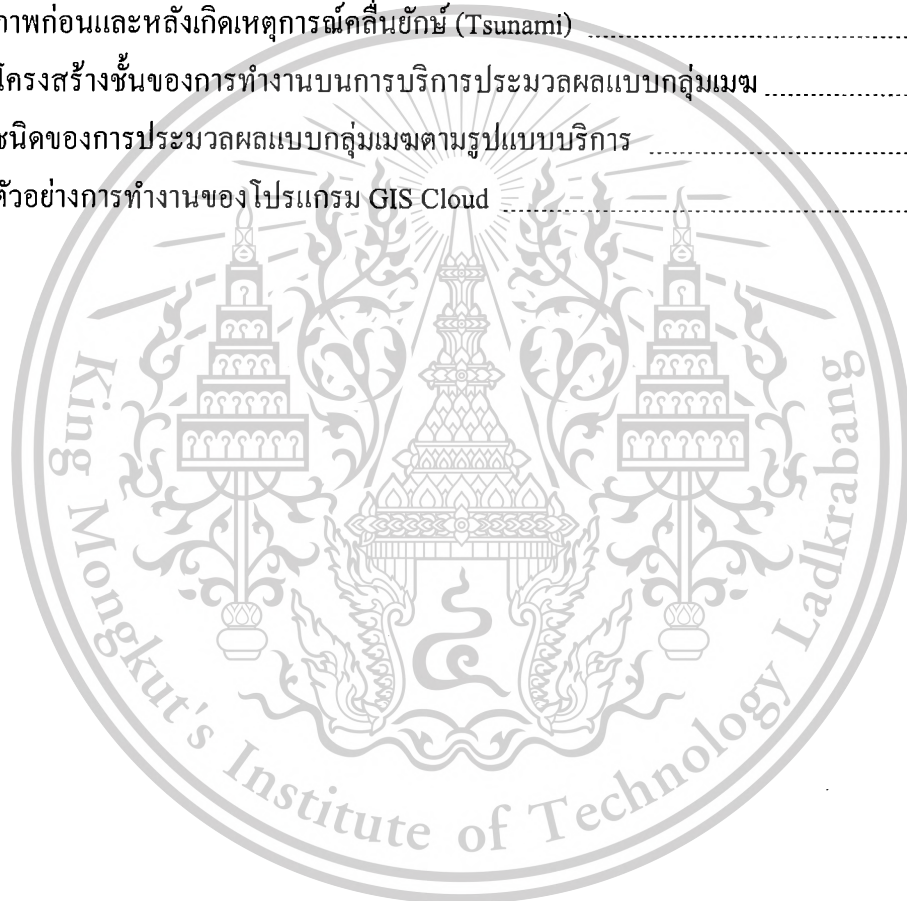 ภาพก่อนและหลังเกิดเหตุการณ์คลื่นยักษ์ (Tsunami)
โครงสร้างชั้นของการทำงานบนการบริการประมวลผลแบบกลุ่มเมฆ
ชนิดของการประมวลผลแบบกลุ่มเมฆตามรูปแบบบริการ
ตัวอย่างการทำงานของโปรแกรม GIS Cloud
King Mongkut's Institute of Technology Ladkrabang